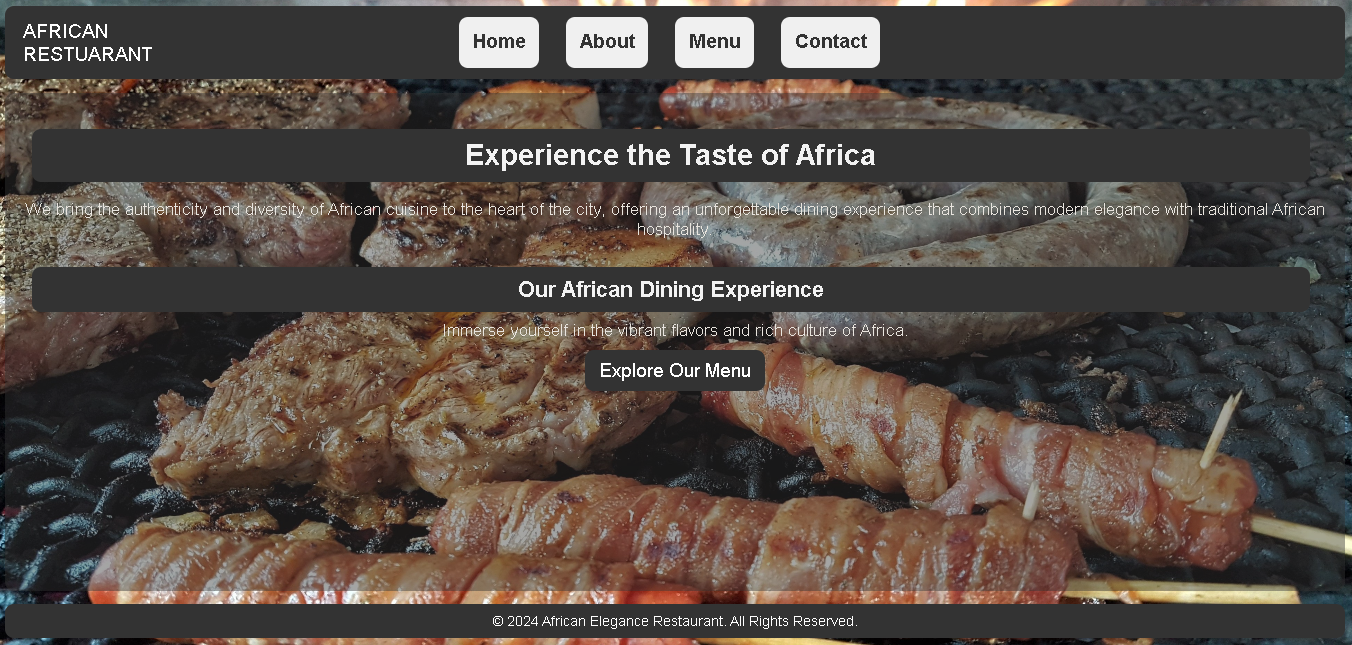 AFRICAN
RESTUARANT
Home
About
Menu
Contact
Experience the Taste of Africa
We bring the authenticity and diversity of African cuisine to the heart of the city, offering an unforgettable dining experience that combines modern elegance with traditional African
hospitality.
Our African Dining Experience
Immerse yourself in the vibrant flavors and rich culture of Africa.
Explore Our Menu
© 2024 African Elegance Restaurant. All Rights Reserved.